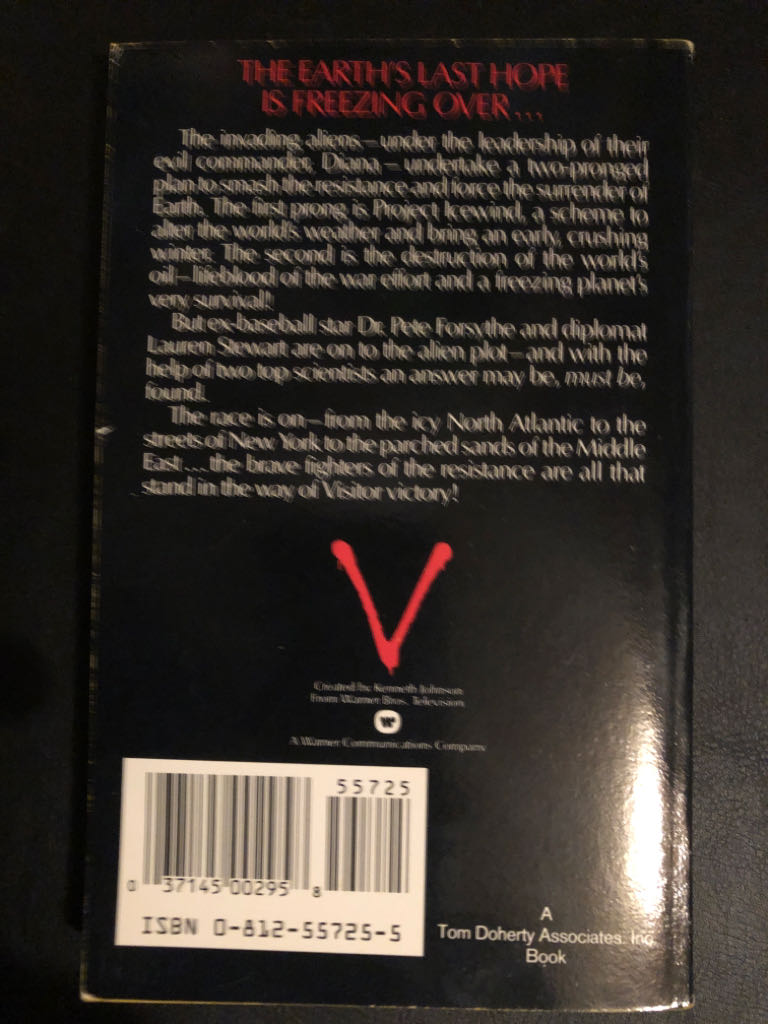 THE EARTH'S LAST HOPE
IS FREEZING OVER...
The invading aliens—under the leadership of their
evil commander, Diana—undertake a two-pronged
plan to smash the resistance and force the surrender of
Earth. The first prong is Project Icewind, a scheme to
alter the world's weather and bring an early, crushing
winter. The second is the destruction of the world's
oil—lifeblood of the war effort and a freezing planet's
very survival!
But ex-baseball star Dr. Pete Forsythe and diplomat
Lauren Stewart are on to the alien plot—and with the
help of two top scientists an answer may be, must be,
found.
The race is on—from the icy North Atlantic to the
streets of New York to the parched sands of the Middle
East...the brave fighters of the resistance are all that
stand in the way of Visitor victory!
V
Created by Kenneth Johnson
From Warner Bros. Television
W
A Warner Communications Company
55725
0 37145 00295 8
ISBN 0-812-55725-5
A
Tom Doherty Associates. Inc
Book